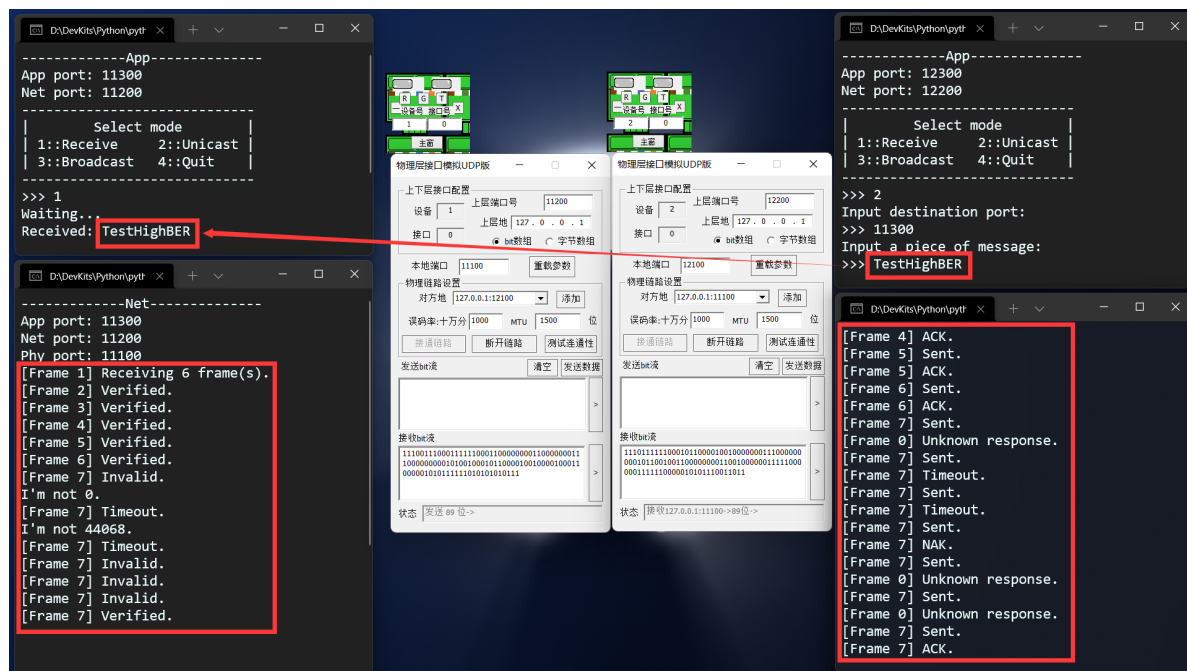 D:\DevKits\Python\pyth
-------------App--------------
App port: 11300
Net port: 11200
-----------------------------
| Select mode |
| 1::Receive 2::Unicast |
| 3::Broadcast 4::Quit |
-----------------------------
>>> 1
Waiting...
Received: TestHighBER
D:\DevKits\Python\pyth
-------------Net--------------
App port: 11300
Net port: 11200
Phy port: 11100
[Frame 1] Receiving 6 frame(s).
[Frame 2] Verified.
[Frame 3] Verified.
[Frame 4] Verified.
[Frame 5] Verified.
[Frame 6] Verified.
[Frame 7] Invalid.
I'm not 0.
[Frame 7] Timeout.
I'm not 44068.
[Frame 7] Timeout.
[Frame 7] Invalid.
[Frame 7] Invalid.
[Frame 7] Invalid.
[Frame 7] Verified.
R G T
设备号 接口号 X
1 0
主窗
物理层接口模拟UDP版
上下层接口配置
设备 1 上层端口号 11200
上层地 127 . 0 . 0 . 1
接口 0 bit数组 字节数组
本地端口 11100 重载参数
物理链路设置
对方地 127.0.0.1:12100 添加
误码率:十万分 1000 MTU 1500 位
接通链路 断开链路 测试连通性
发送bit流 清空 发送数据
>
接收bit流
>
状态 发送 89 位->
R G T
设备号 接口号 X
2 0
主窗
物理层接口模拟UDP版
上下层接口配置
设备 2 上层端口号 12200
上层地 127 . 0 . 0 . 1
接口 0 bit数组 字节数组
本地端口 12100 重载参数
物理链路设置
对方地 127.0.0.1:11100 添加
误码率:十万分 1000 MTU 1500 位
接通链路 断开链路 测试连通性
发送bit流 清空 发送数据
>
接收bit流
>
状态 接收127.0.0.1:11100->89位->
D:\DevKits\Python\pyth
-------------App--------------
App port: 12300
Net port: 12200
-----------------------------
| Select mode |
| 1::Receive 2::Unicast |
| 3::Broadcast 4::Quit |
-----------------------------
>>> 2
Input destination port:
>>> 11300
Input a piece of message:
>>> TestHighBER
D:\DevKits\Python\pyth
[Frame 4] ACK.
[Frame 5] Sent.
[Frame 5] ACK.
[Frame 6] Sent.
[Frame 6] ACK.
[Frame 7] Sent.
[Frame 0] Unknown response.
[Frame 7] Sent.
[Frame 7] Timeout.
[Frame 7] Sent.
[Frame 7] Timeout.
[Frame 7] Sent.
[Frame 7] NAK.
[Frame 7] Sent.
[Frame 0] Unknown response.
[Frame 7] Sent.
[Frame 0] Unknown response.
[Frame 7] Sent.
[Frame 7] ACK.